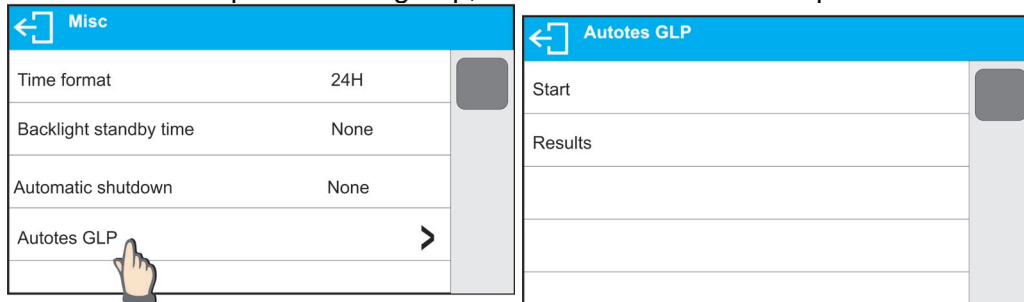 Misc
Time format 24H
Backlight standby time None
Automatic shutdown None
Autotes GLP >
Autotes GLP
Start
Results